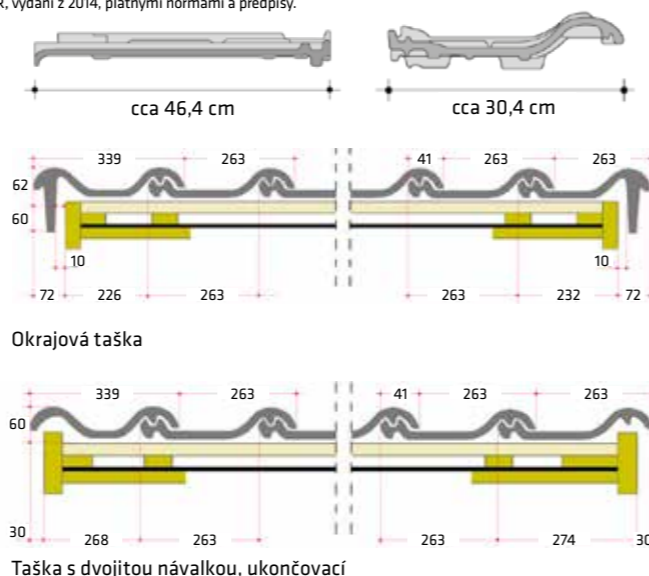 R, vydání z 2014, platnými normami a předpisy.
cca 46,4 cm
cca 30,4 cm
339 263 41 263 263
62
60
10 10
72 226 263 263 232 72
Okrajová taška
339 263 41 263 263
60
30 268 263 263 274 30
Taška s dvojitou návalkou, ukončovací